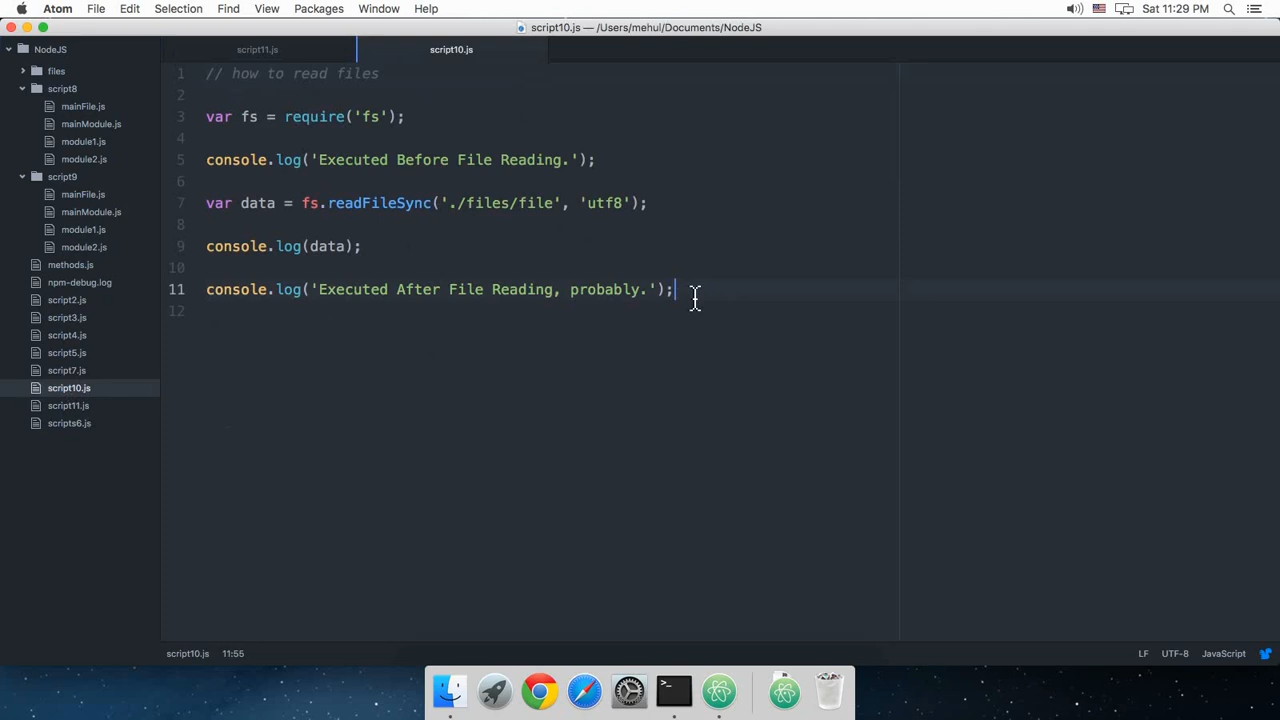 Atom File Edit Selection Find View Packages Window Help Sat 11:29 PM
script10.js — /Users/mehul/Documents/NodeJS
NodeJS
files
script8
mainFile.js
mainModule.js
module1.js
module2.js
script9
mainFile.js
mainModule.js
module1.js
module2.js
methods.js
npm-debug.log
script2.js
script3.js
script4.js
script5.js
script7.js
script10.js
script11.js
scripts6.js
script11.js script10.js
1 // how to read files
2
3 var fs = require('fs');
4
5 console.log('Executed Before File Reading.');
6
7 var data = fs.readFileSync('./files/file', 'utf8');
8
9 console.log(data);
10
11 console.log('Executed After File Reading, probably.');
12
script10.js 11:55 LF UTF-8 JavaScript
>_